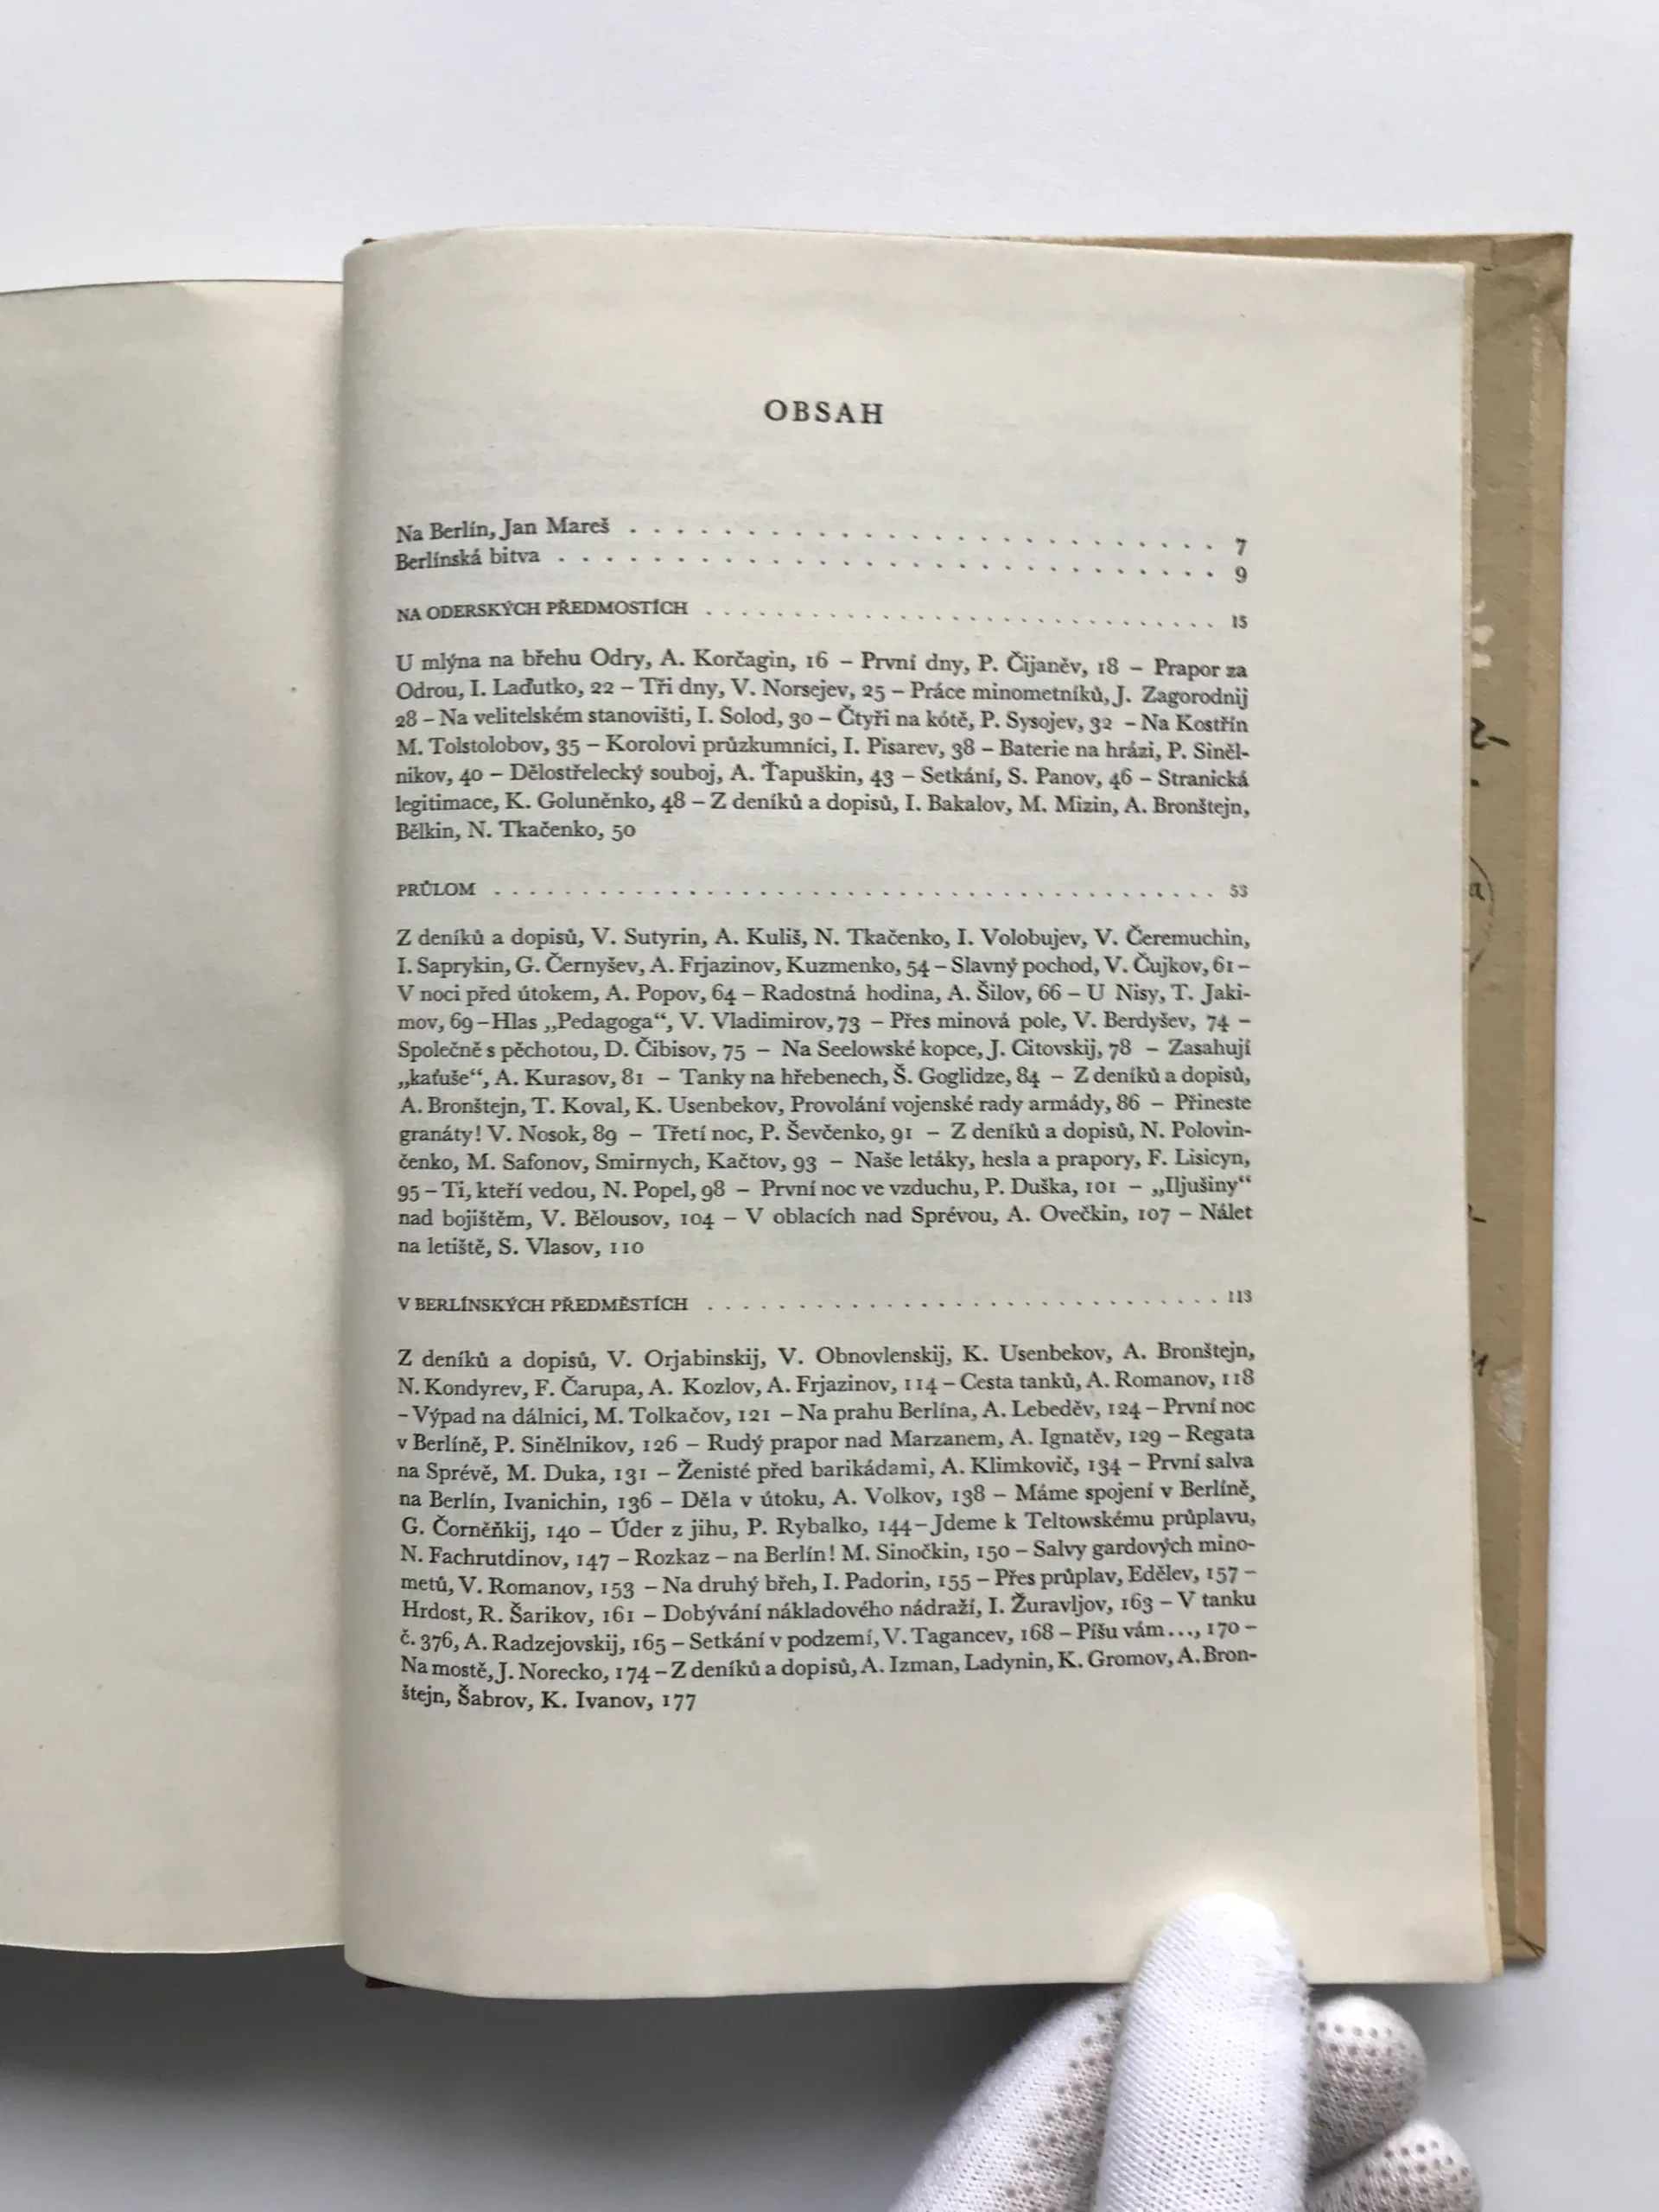 OBSAH
Na Berlín, Jan Mareš . . . . . . . . . . . . . . . . . . . . 7
Berlínská bitva . . . . . . . . . . . . . . . . . . . . . . . 9
NA ODERSKÝCH PŘEDMOSTÍCH . . . . . . . . . . . . . . . . . . . . 15
U mlýna na břehu Odry, A. Korčagin, 16 – První dny, P. Čijaněv, 18 – Prapor za
Odrou, I. Laďutko, 22 – Tři dny, V. Norsejev, 25 – Práce minometníků, J. Zagorodnij
28 – Na velitelském stanovišti, I. Solod, 30 – Čtyři na kótě, P. Sysojev, 32 – Na Kostřín
M. Tolstolobov, 35 – Korolovi průzkumníci, I. Pisarev, 38 – Baterie na hrázi, P. Siněl-
nikov, 40 – Dělostřelecký souboj, A. Ťapuškin, 43 – Setkání, S. Panov, 46 – Stranická
legitimace, K. Goluněnko, 48 – Z deníků a dopisů, I. Bakalov, M. Mizin, A. Bronštejn,
Bělkin, N. Tkačenko, 50
PRŮLOM . . . . . . . . . . . . . . . . . . . . . . . . . . . 53
Z deníků a dopisů, V. Sutyrin, A. Kuliš, N. Tkačenko, I. Volobujev, V. Čeremuchin,
I. Saprykin, G. Černyšev, A. Frjazinov, Kuzmenko, 54 – Slavný pochod, V. Čujkov, 61 –
V noci před útokem, A. Popov, 64 – Radostná hodina, A. Šilov, 66 – U Nisy, T. Jaki-
mov, 69 – Hlas „Pedagoga“, V. Vladimirov, 73 – Přes minová pole, V. Berdyšev, 74 –
Společně s pěchotou, D. Čibisov, 75 – Na Seelowské kopce, J. Citovskij, 78 – Zasahují
„kaťuše“, A. Kurasov, 81 – Tanky na hřebenech, Š. Goglidze, 84 – Z deníků a dopisů,
A. Bronštejn, T. Koval, K. Usenbekov, Provolání vojenské rady armády, 86 – Přineste
granáty! V. Nosok, 89 – Třetí noc, P. Ševčenko, 91 – Z deníků a dopisů, N. Polovin-
čenko, M. Safonov, Smirnych, Kačtov, 93 – Naše letáky, hesla a prapory, F. Lisicyn,
95 – Ti, kteří vedou, N. Popel, 98 – První noc ve vzduchu, P. Duška, 101 – „Iljušiny“
nad bojištěm, V. Bělousov, 104 – V oblacích nad Sprévou, A. Ovečkin, 107 – Nálet
na letiště, S. Vlasov, 110
V BERLÍNSKÝCH PŘEDMĚSTÍCH . . . . . . . . . . . . . . . . . . . . 113
Z deníků a dopisů, V. Orjabinskij, V. Obnovlenskij, K. Usenbekov, A. Bronštejn,
N. Kondyrev, F. Čarupa, A. Kozlov, A. Frjazinov, 114 – Cesta tanků, A. Romanov, 118
– Výpad na dálnici, M. Tolkačov, 121 – Na prahu Berlína, A. Lebeděv, 124 – První noc
v Berlíně, P. Sinělnikov, 126 – Rudý prapor nad Marzanem, A. Ignatěv, 129 – Regata
na Sprévě, M. Duka, 131 – Ženisté před barikádami, A. Klimkovič, 134 – První salva
na Berlín, Ivanichin, 136 – Děla v útoku, A. Volkov, 138 – Máme spojení v Berlíně,
G. Čorněňkij, 140 – Úder z jihu, P. Rybalko, 144 – Jdeme k Teltowskému průplavu,
N. Fachrutdinov, 147 – Rozkaz – na Berlín! M. Sinočkin, 150 – Salvy gardových mino-
metů, V. Romanov, 153 – Na druhý břeh, I. Padorin, 155 – Přes průplav, Edělev, 157 –
Hrdost, R. Šarikov, 161 – Dobývání nákladového nádraží, I. Žuravljov, 163 – V tanku
č. 376, A. Radzejovskij, 165 – Setkání v podzemí, V. Tagancev, 168 – Píšu vám..., 170 –
Na mostě, J. Norecko, 174 – Z deníků a dopisů, A. Izman, Ladynin, K. Gromov, A. Bron-
štejn, Šabrov, K. Ivanov, 177